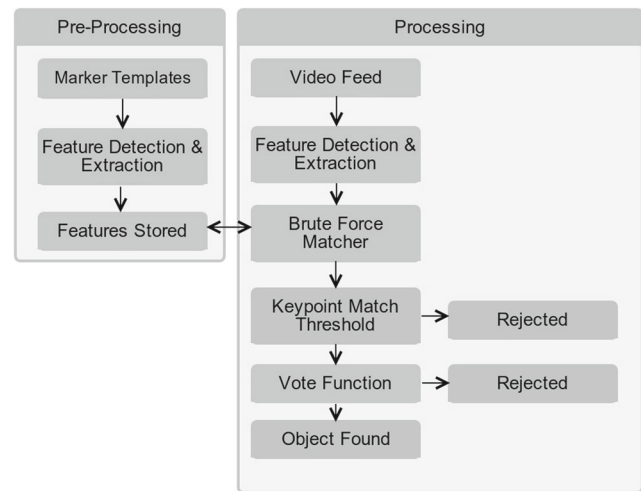 Pre-Processing
Marker Templates
Feature Detection &
Extraction
Features Stored
Processing
Video Feed
Feature Detection &
Extraction
Brute Force
Matcher
Keypoint Match
Threshold
Rejected
Vote Function
Rejected
Object Found